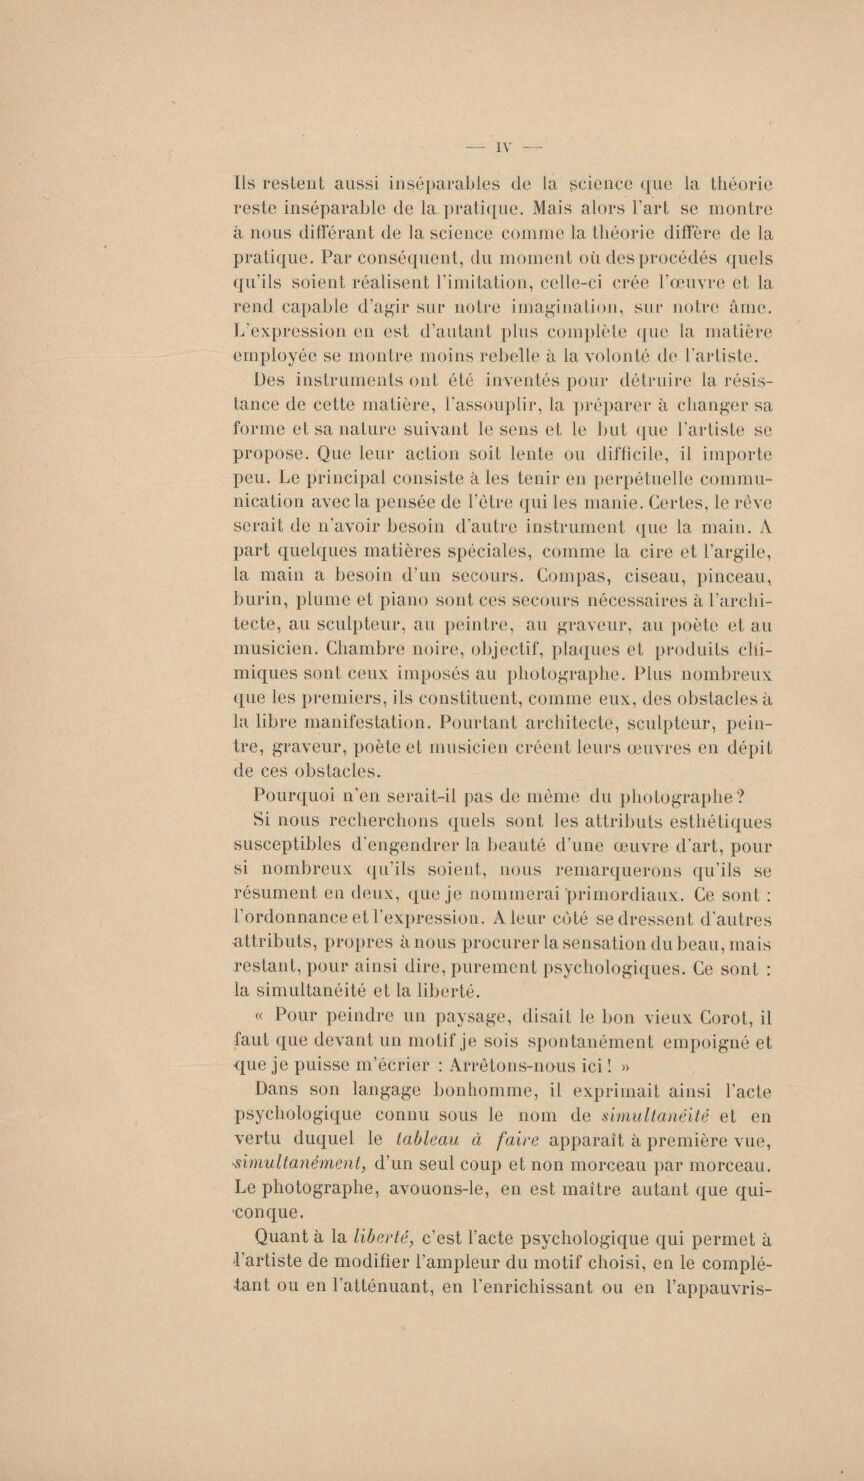 — IV —
Ils restent aussi inséparables de la science que la théorie
reste inséparable de la pratique. Mais alors l'art se montre
à nous différant de la science comme la théorie diffère de la
pratique. Par conséquent, du moment où des procédés quels
qu'ils soient réalisent l'imitation, celle-ci crée l'œuvre et la
rend capable d'agir sur notre imagination, sur notre âme.
L'expression en est d'autant plus complète que la matière
employée se montre moins rebelle à la volonté de l'artiste.
Des instruments ont été inventés pour détruire la résis-
tance de cette matière, l'assouplir, la préparer à changer sa
forme et sa nature suivant le sens et le but que l'artiste se
propose. Que leur action soit lente ou difficile, il importe
peu. Le principal consiste à les tenir en perpétuelle commu-
nication avec la pensée de l'être qui les manie. Certes, le rêve
serait de n'avoir besoin d'autre instrument que la main. A
part quelques matières spéciales, comme la cire et l'argile,
la main a besoin d'un secours. Compas, ciseau, pinceau,
burin, plume et piano sont ces secours nécessaires à l'archi-
tecte, au sculpteur, au peintre, au graveur, au poète et au
musicien. Chambre noire, objectif, plaques et produits chi-
miques sont ceux imposés au photographe. Plus nombreux
que les premiers, ils constituent, comme eux, des obstacles à
la libre manifestation. Pourtant architecte, sculpteur, pein-
tre, graveur, poète et musicien créent leurs œuvres en dépit
de ces obstacles.
Pourquoi n'en serait-il pas de même du photographe?
Si nous recherchons quels sont les attributs esthétiques
susceptibles d'engendrer la beauté d'une œuvre d'art, pour
si nombreux qu'ils soient, nous remarquerons qu'ils se
résument en deux, que je nommerai primordiaux. Ce sont :
l'ordonnance et l'expression. A leur côté se dressent d'autres
attributs, propres à nous procurer la sensation du beau, mais
restant, pour ainsi dire, purement psychologiques. Ce sont :
la simultanéité et la liberté.
« Pour peindre un paysage, disait le bon vieux Corot, il
faut que devant un motif je sois spontanément empoigné et
que je puisse m'écrier : Arrêtons-nous ici ! »
Dans son langage bonhomme, il exprimait ainsi l'acte
psychologique connu sous le nom de simultanéité et en
vertu duquel le tableau à faire apparaît à première vue,
simultanément, d'un seul coup et non morceau par morceau.
Le photographe, avouons-le, en est maître autant que qui-
conque.
Quant à la liberté, c'est l'acte psychologique qui permet à
l'artiste de modifier l'ampleur du motif choisi, en le complé-
tant ou en l'atténuant, en l'enrichissant ou en l'appauvris-